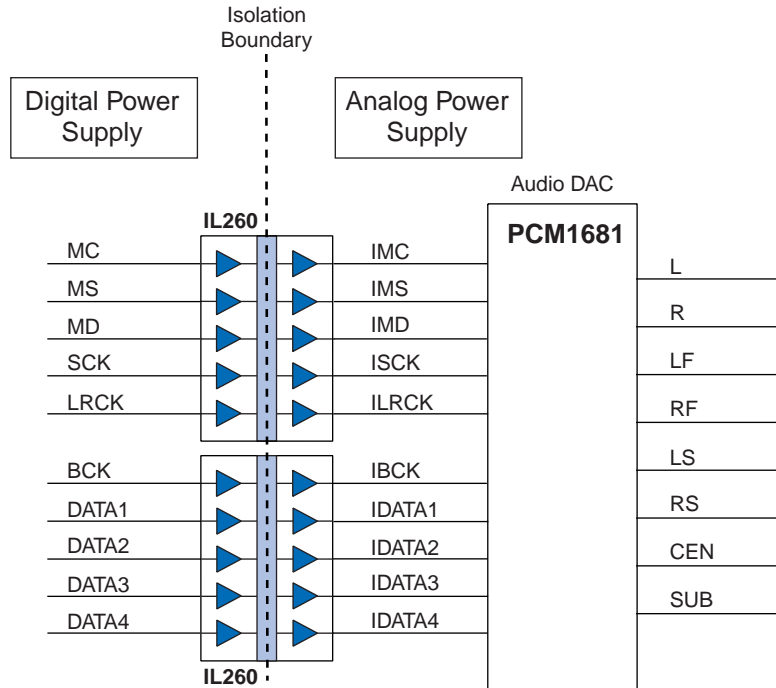 Isolation
Boundary
Digital Power
Supply
Analog Power
Supply
Audio DAC
IL260
PCM1681
MC
IMC
L
MS
IMS
R
MD
IMD
SCK
ISCK
LF
LRCK
ILRCK
RF
BCK
IBCK
LS
DATA1
IDATA1
RS
DATA2
IDATA2
CEN
DATA3
IDATA3
SUB
DATA4
IDATA4
IL260